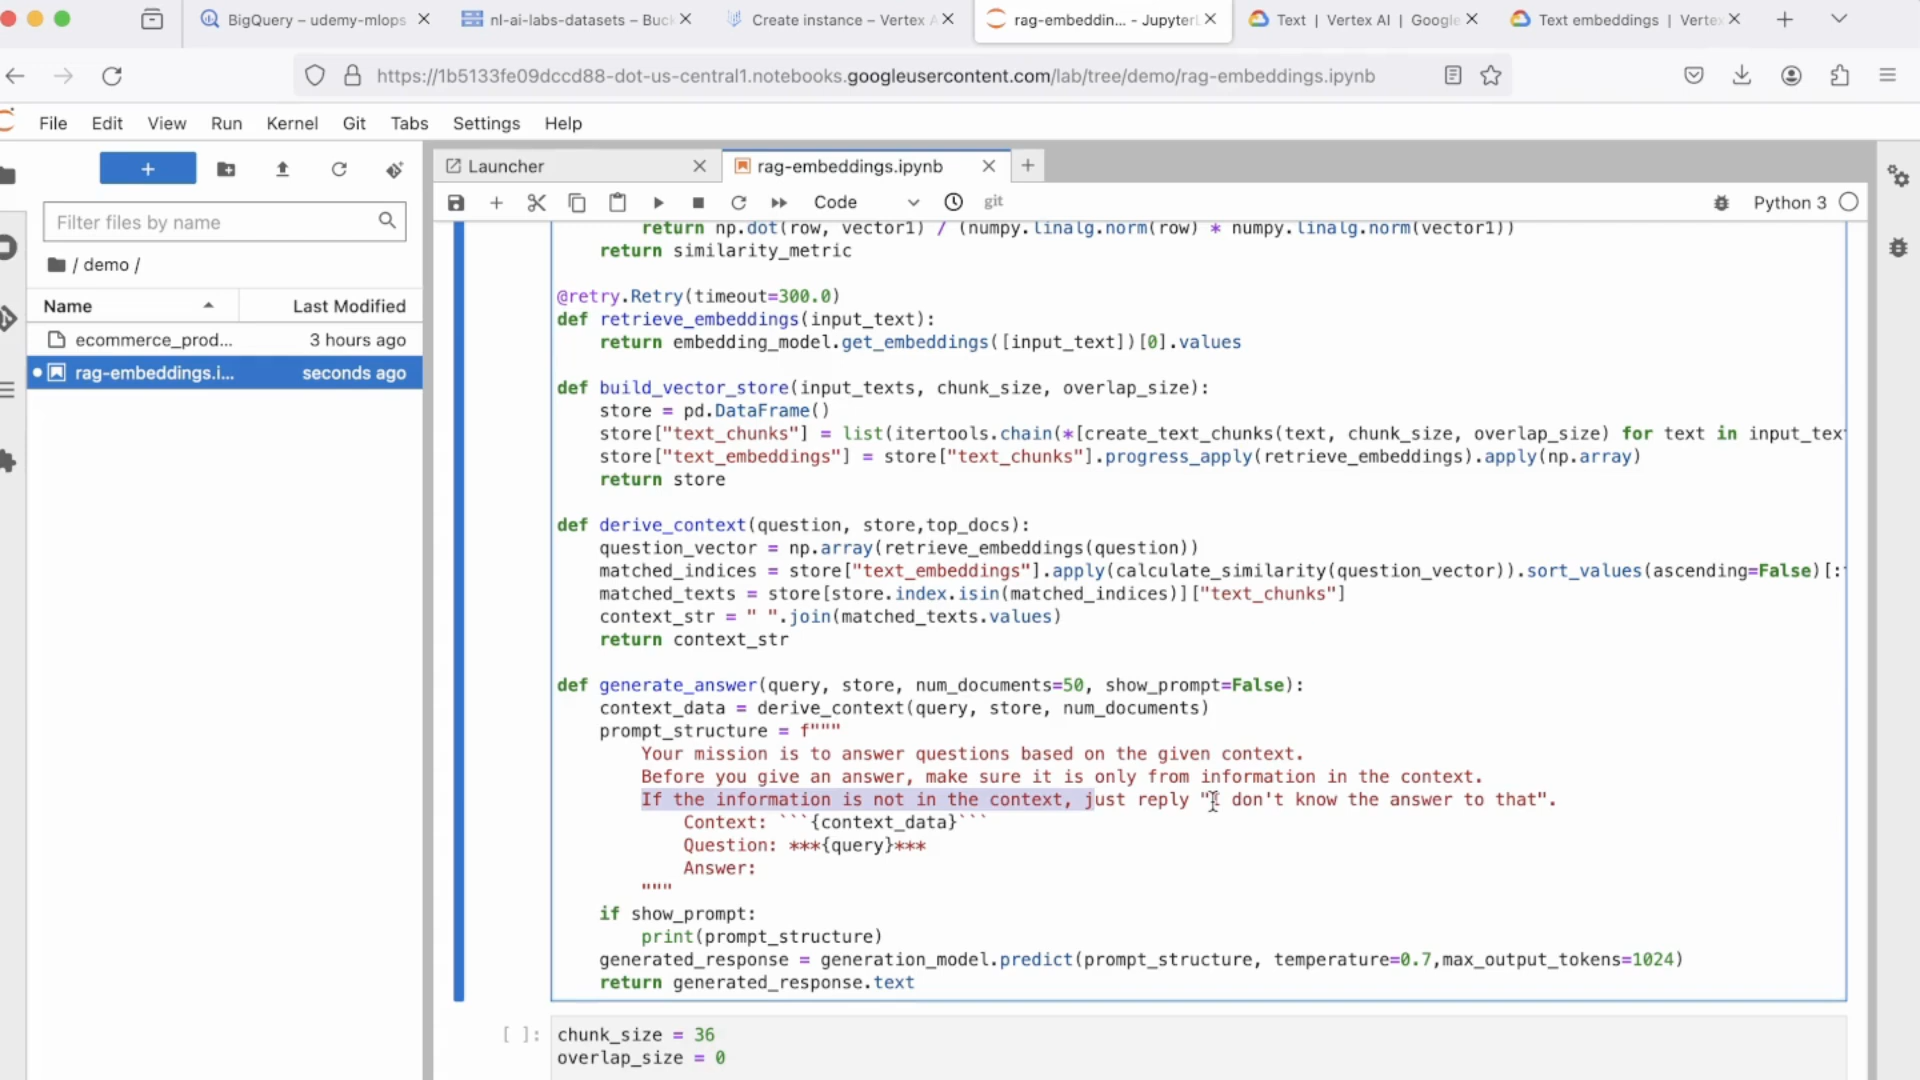 BigQuery – udemy-mlops
nl-ai-labs-datasets – Buck
Create instance – Vertex A
rag-embeddin... - Jupyterl
Text | Vertex AI | Google
Text embeddings | Vertex
https://1b5133fe09dccd88-dot-us-central1.notebooks.googleusercontent.com/lab/tree/demo/rag-embeddings.ipynb
File Edit View Run Kernel Git Tabs Settings Help
Launcher
rag-embeddings.ipynb
Code
git
Python 3
Filter files by name
/ demo /
Name Last Modified
ecommerce_prod... 3 hours ago
rag-embeddings.i... seconds ago
return np.dot(row, vector1) / (numpy.linalg.norm(row) * numpy.linalg.norm(vector1))
return similarity_metric
@retry.Retry(timeout=300.0)
def retrieve_embeddings(input_text):
return embedding_model.get_embeddings([input_text])[0].values
def build_vector_store(input_texts, chunk_size, overlap_size):
store = pd.DataFrame()
store["text_chunks"] = list(itertools.chain(*[create_text_chunks(text, chunk_size, overlap_size) for text in input_tex
store["text_embeddings"] = store["text_chunks"].progress_apply(retrieve_embeddings).apply(np.array)
return store
def derive_context(question, store,top_docs):
question_vector = np.array(retrieve_embeddings(question))
matched_indices = store["text_embeddings"].apply(calculate_similarity(question_vector)).sort_values(ascending=False)[:
matched_texts = store[store.index.isin(matched_indices)]["text_chunks"]
context_str = " ".join(matched_texts.values)
return context_str
def generate_answer(query, store, num_documents=50, show_prompt=False):
context_data = derive_context(query, store, num_documents)
prompt_structure = f"""
Your mission is to answer questions based on the given context.
Before you give an answer, make sure it is only from information in the context.
If the information is not in the context, just reply "I don't know the answer to that".
Context: ```{context_data}```
Question: ***{query}***
Answer:
"""
if show_prompt:
print(prompt_structure)
generated_response = generation_model.predict(prompt_structure, temperature=0.7,max_output_tokens=1024)
return generated_response.text
[ ]: chunk_size = 36
overlap_size = 0